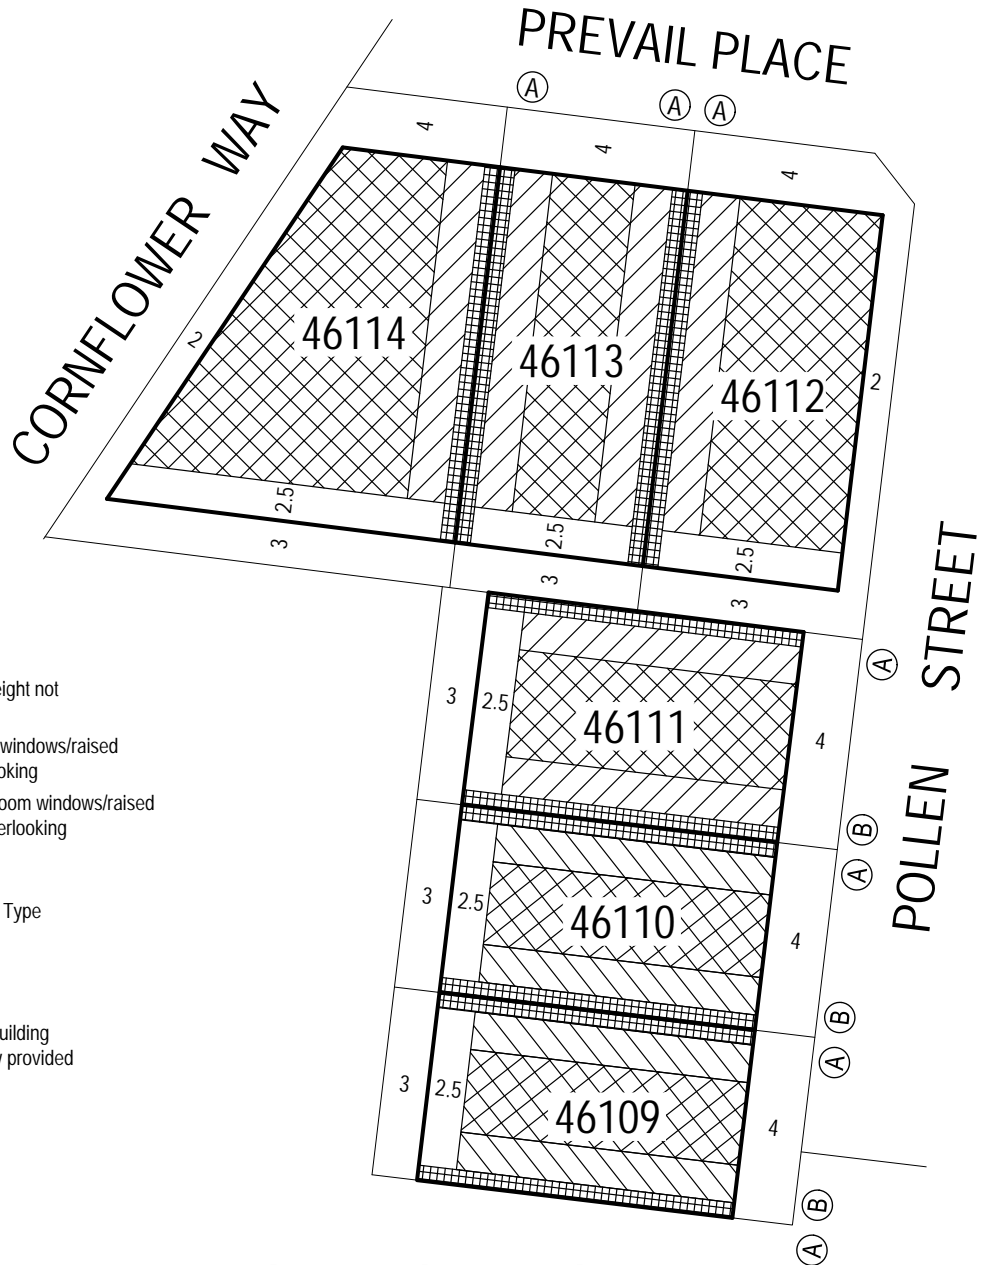 PREVAIL PLACE
CORNFLOWER WAY
A
A A
4
4
4
46114
46113
46112
2
2
2.5
2.5
2.5
3
3
3
POLLEN STREET
A
3
2.5
46111
4
B
A
3
2.5
46110
4
B
A
3
2.5
46109
4
B
A
eight not
windows/raised
oking
oom windows/raised
erlooking
Type
uilding
provided